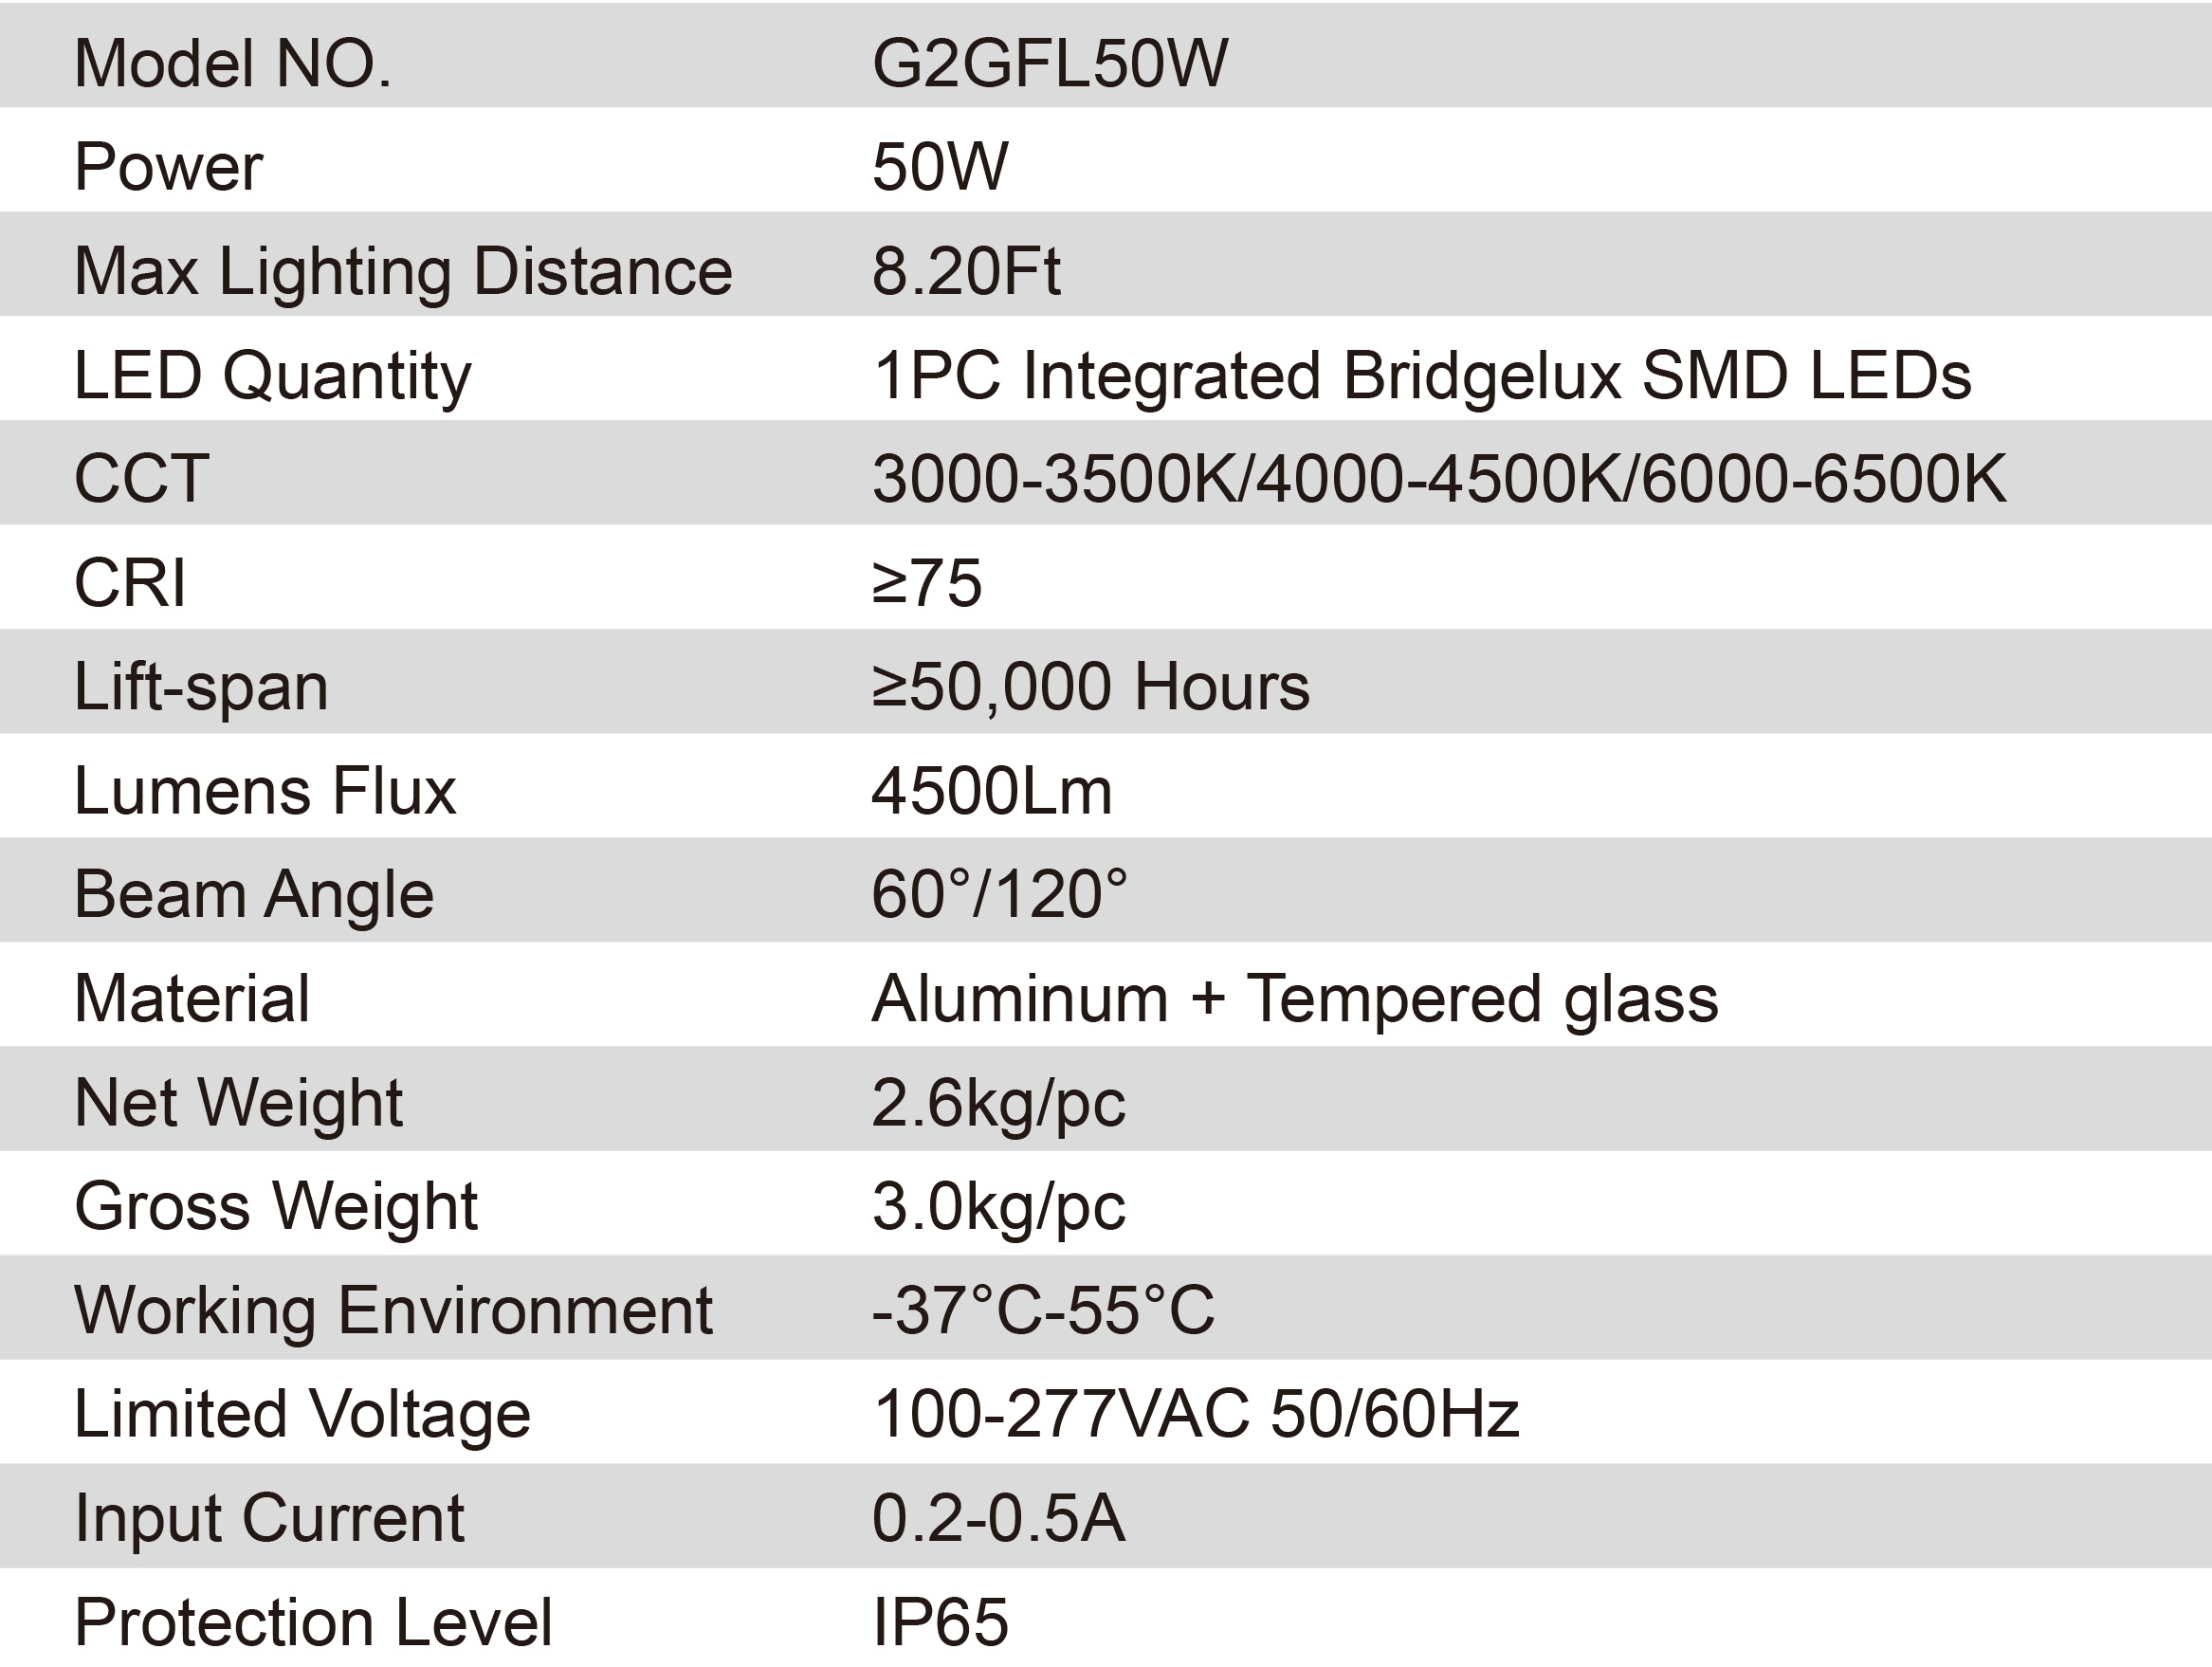 Model NO. G2GFL50W
Power 50W
Max Lighting Distance 8.20Ft
LED Quantity 1PC Integrated Bridgelux SMD LEDs
CCT 3000-3500K/4000-4500K/6000-6500K
CRI ≥75
Lift-span ≥50,000 Hours
Lumens Flux 4500Lm
Beam Angle 60°/120°
Material Aluminum + Tempered glass
Net Weight 2.6kg/pc
Gross Weight 3.0kg/pc
Working Environment -37°C-55°C
Limited Voltage 100-277VAC 50/60Hz
Input Current 0.2-0.5A
Protection Level IP65